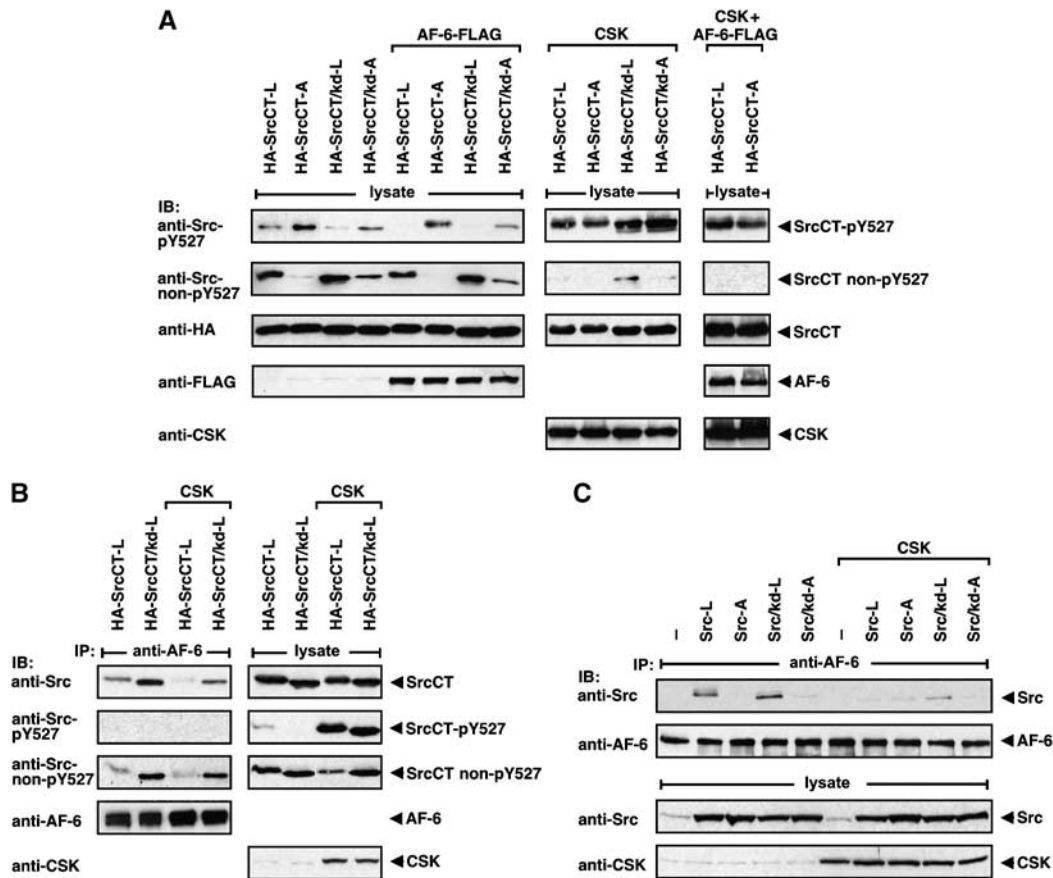 A
AF-6-FLAG
CSK
CSK+
AF-6-FLAG
HA-SrcCT-L
HA-SrcCT-A
HA-SrcCT/kd-L
HA-SrcCT/kd-A
HA-SrcCT-L
HA-SrcCT-A
HA-SrcCT/kd-L
HA-SrcCT/kd-A
HA-SrcCT-L
HA-SrcCT-A
HA-SrcCT/kd-L
HA-SrcCT/kd-A
HA-SrcCT-L
HA-SrcCT-A
lysate
lysate
lysate
IB:
anti-Src-
pY527
SrcCT-pY527
anti-Src-
non-pY527
SrcCT non-pY527
anti-HA
SrcCT
anti-FLAG
AF-6
anti-CSK
CSK
B
CSK
CSK
HA-SrcCT-L
HA-SrcCT/kd-L
HA-SrcCT-L
HA-SrcCT/kd-L
HA-SrcCT-L
HA-SrcCT/kd-L
HA-SrcCT-L
HA-SrcCT/kd-L
IP: anti-AF-6
lysate
IB:
anti-Src
SrcCT
anti-Src-
pY527
SrcCT-pY527
anti-Src-
non-pY527
SrcCT non-pY527
anti-AF-6
AF-6
anti-CSK
CSK
C
CSK
–
Src-L
Src-A
Src/kd-L
Src/kd-A
–
Src-L
Src-A
Src/kd-L
Src/kd-A
IP:
anti-AF-6
IB:
anti-Src
Src
anti-AF-6
AF-6
lysate
anti-Src
Src
anti-CSK
CSK